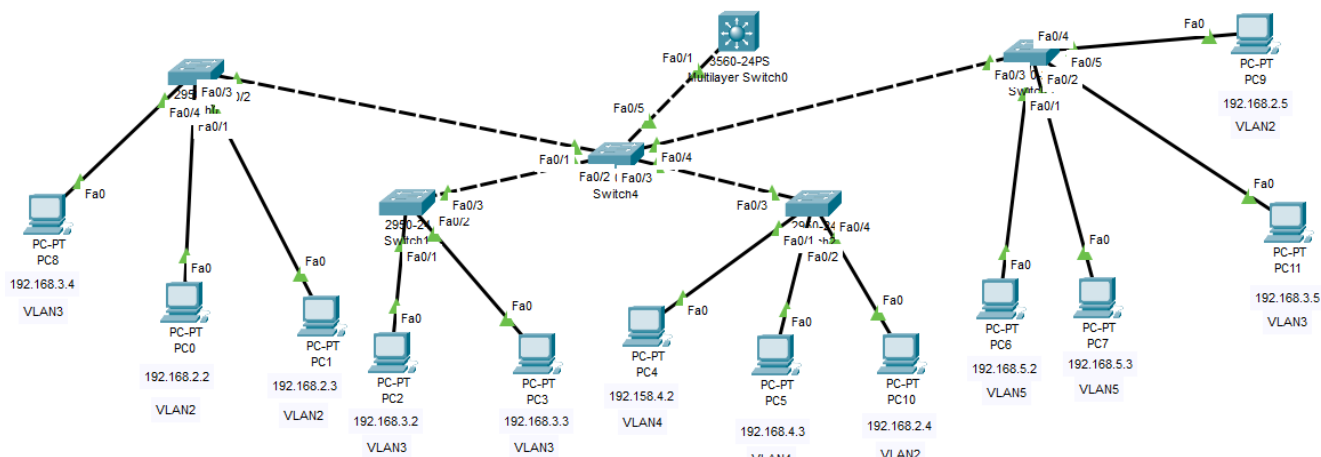 Fa0/1
3560-24PS
Multilayer Switch0
Fa0/5
Fa0/3
Fa0/4
Fa0/1
Fa0
PC-PT
PC8
192.168.3.4
VLAN3
Fa0
PC-PT
PC0
192.168.2.2
VLAN2
Fa0
PC-PT
PC1
192.168.2.3
VLAN2
Fa0/1
Fa0/4
Fa0/2
Fa0/3
Switch4
Fa0/3
Fa0/2
Switch1
Fa0/1
Fa0
PC-PT
PC2
192.168.3.2
VLAN3
Fa0
PC-PT
PC3
192.168.3.3
VLAN3
Fa0/3
Fa0/4
Fa0/1
Fa0/2
Fa0
PC-PT
PC4
192.158.4.2
VLAN4
Fa0
PC-PT
PC5
192.168.4.3
VLAN4
Fa0
PC-PT
PC10
192.168.2.4
VLAN2
Fa0/4
Fa0/5
Fa0/3
Fa0/2
Fa0/1
Fa0
PC-PT
PC9
192.168.2.5
VLAN2
Fa0
PC-PT
PC6
192.168.5.2
VLAN5
Fa0
PC-PT
PC7
192.168.5.3
VLAN5
Fa0
PC-PT
PC11
192.168.3.5
VLAN3